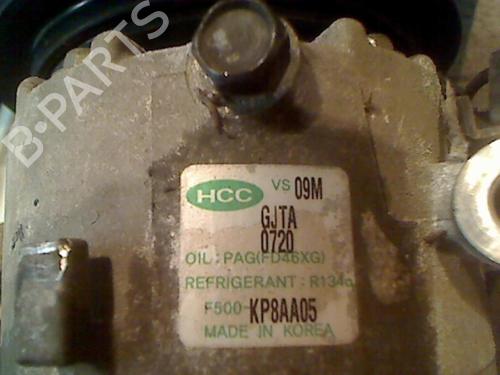 B-PARTS
HCC VS 09M
GJTA
0720
OIL : PAG(FD46XG)
REFRIGERANT : R134a
F500-KP8AA05
MADE IN KOREA